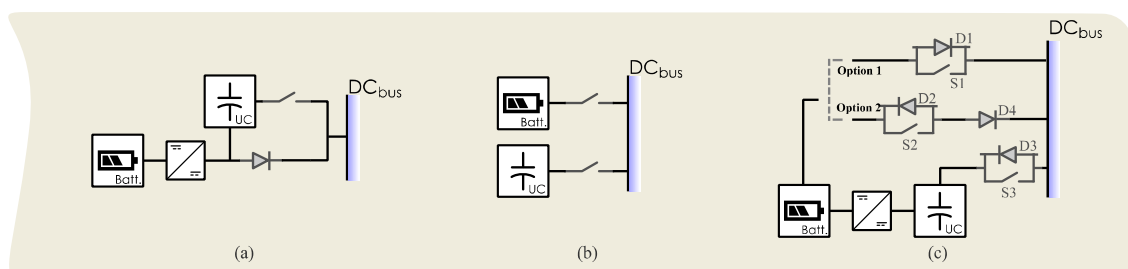 DCbus
UC
Batt.
(a)
DCbus
Batt.
UC
(b)
DCbus
D1
Option 1
S1
Option 2
D2
D4
S2
D3
S3
Batt.
UC
(c)